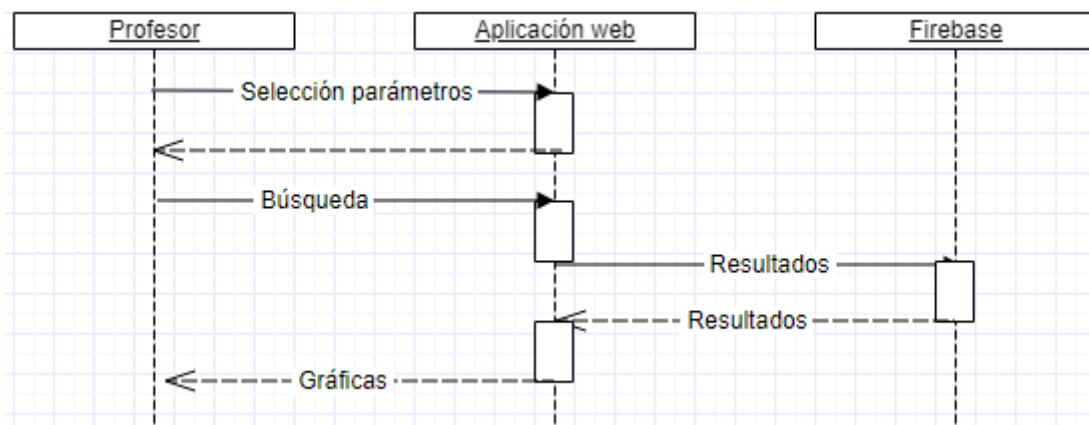 Profesor
Aplicación web
Firebase
Selección parámetros
Búsqueda
Resultados
Resultados
Gráficas